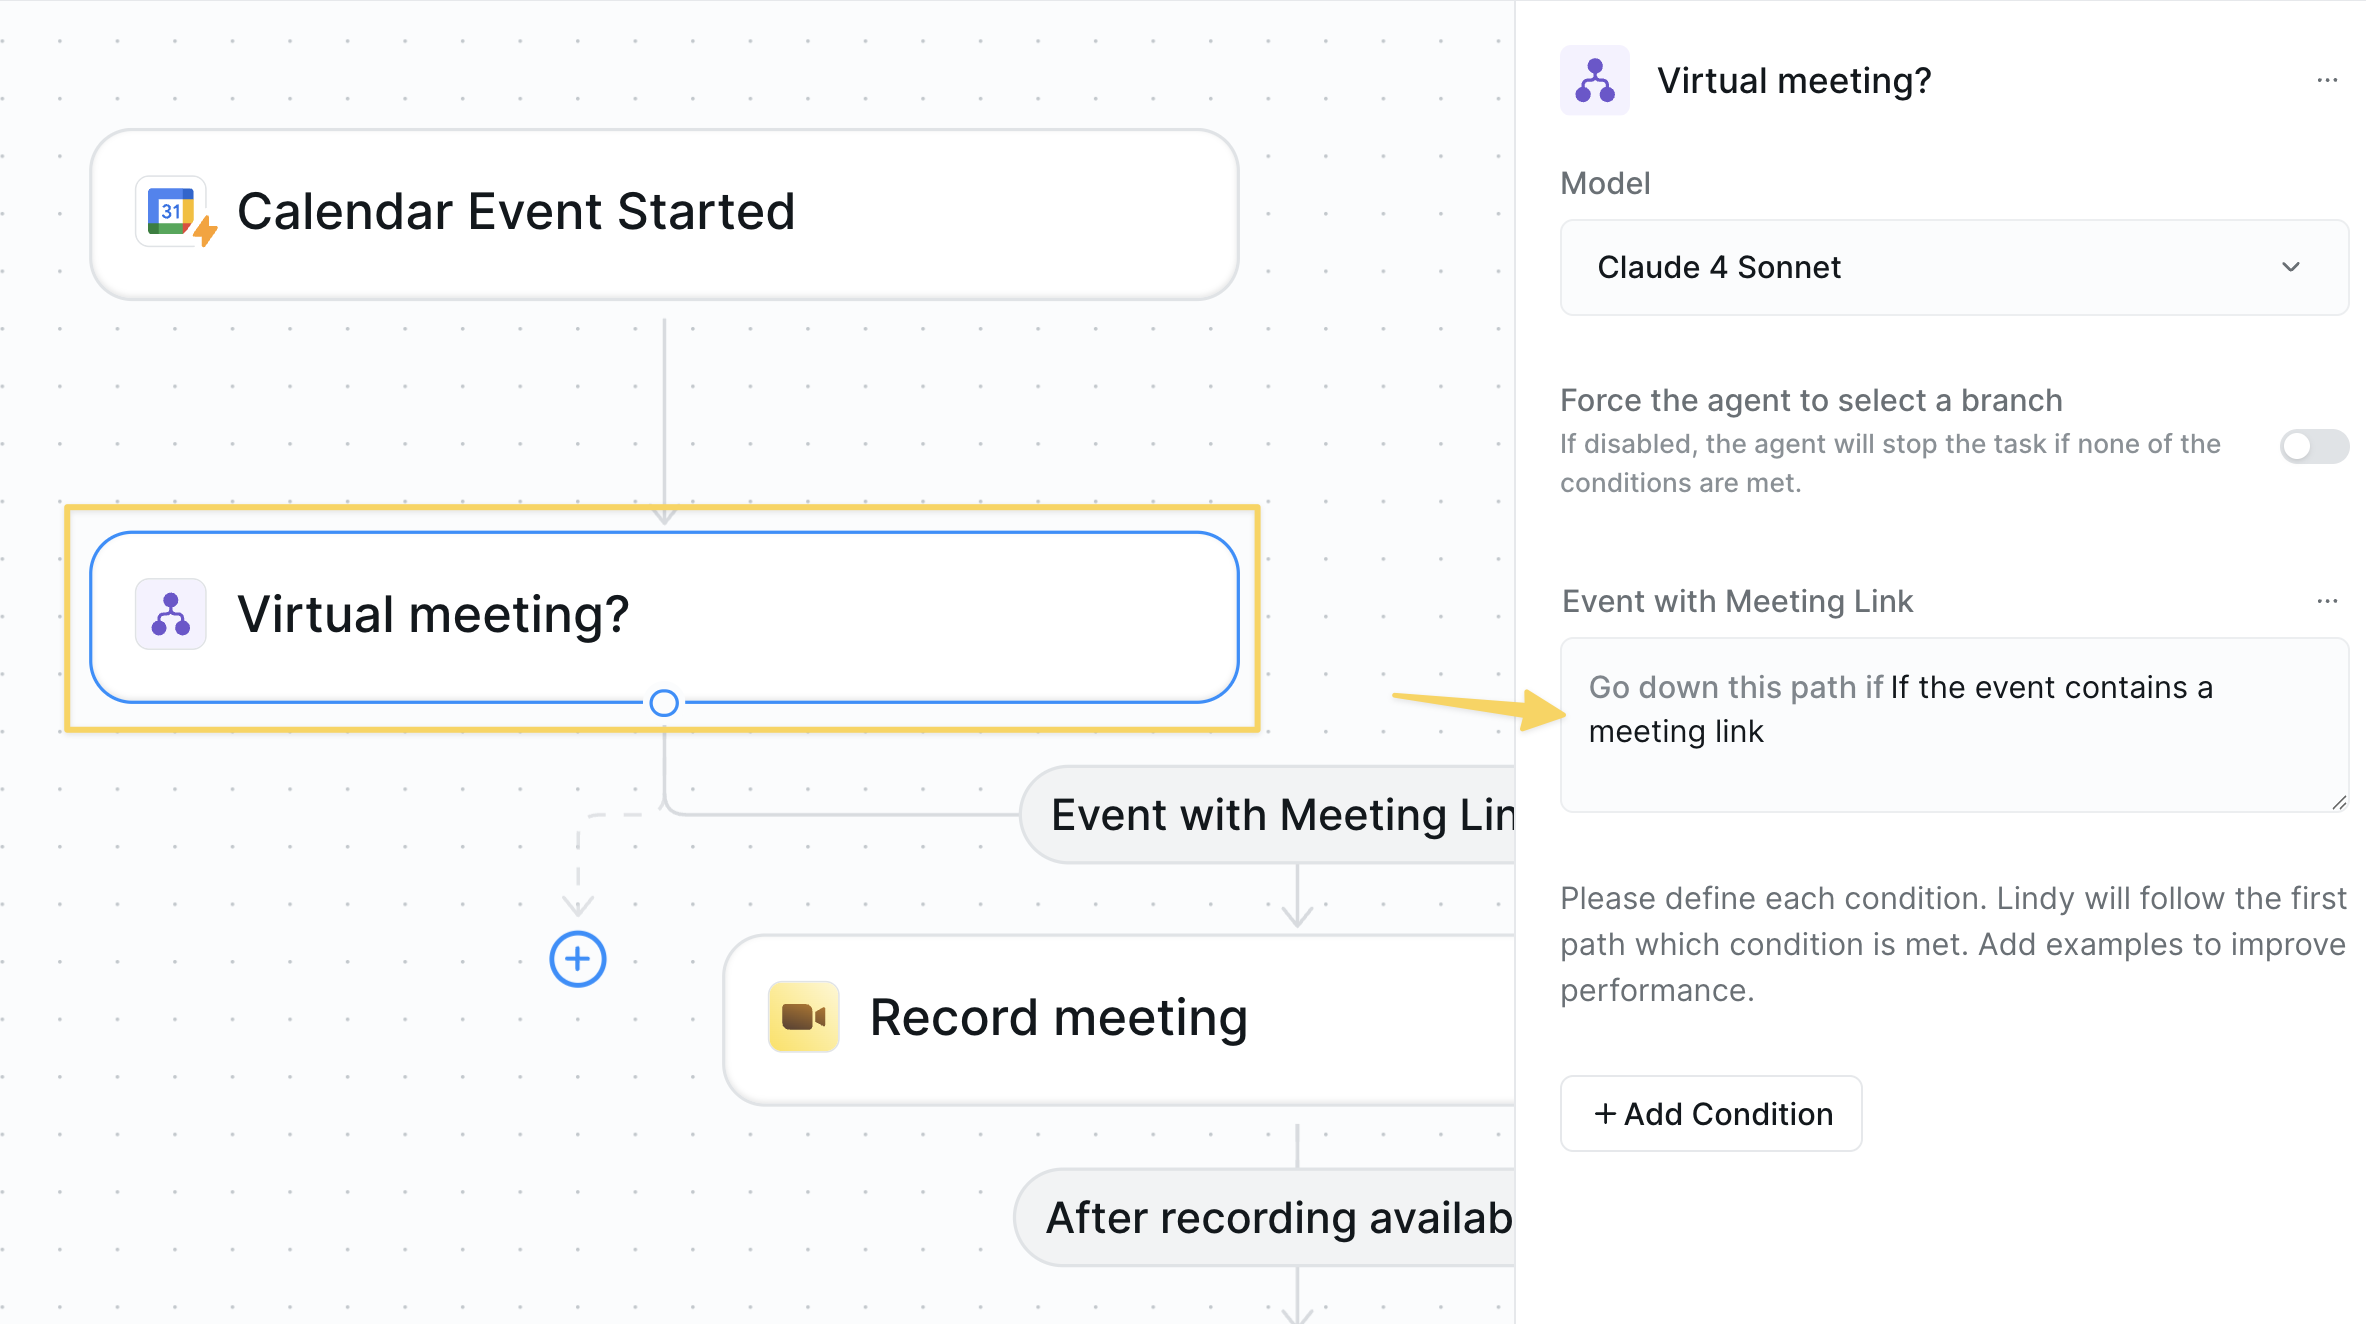 31
Calendar Event Started
Virtual meeting?
Event with Meeting Lin
Record meeting
After recording availab
Virtual meeting?
Model
Claude 4 Sonnet
Force the agent to select a branch
If disabled, the agent will stop the task if none of the
conditions are met.
Event with Meeting Link
Go down this path if If the event contains a
meeting link
Please define each condition. Lindy will follow the first
path which condition is met. Add examples to improve
performance.
+ Add Condition